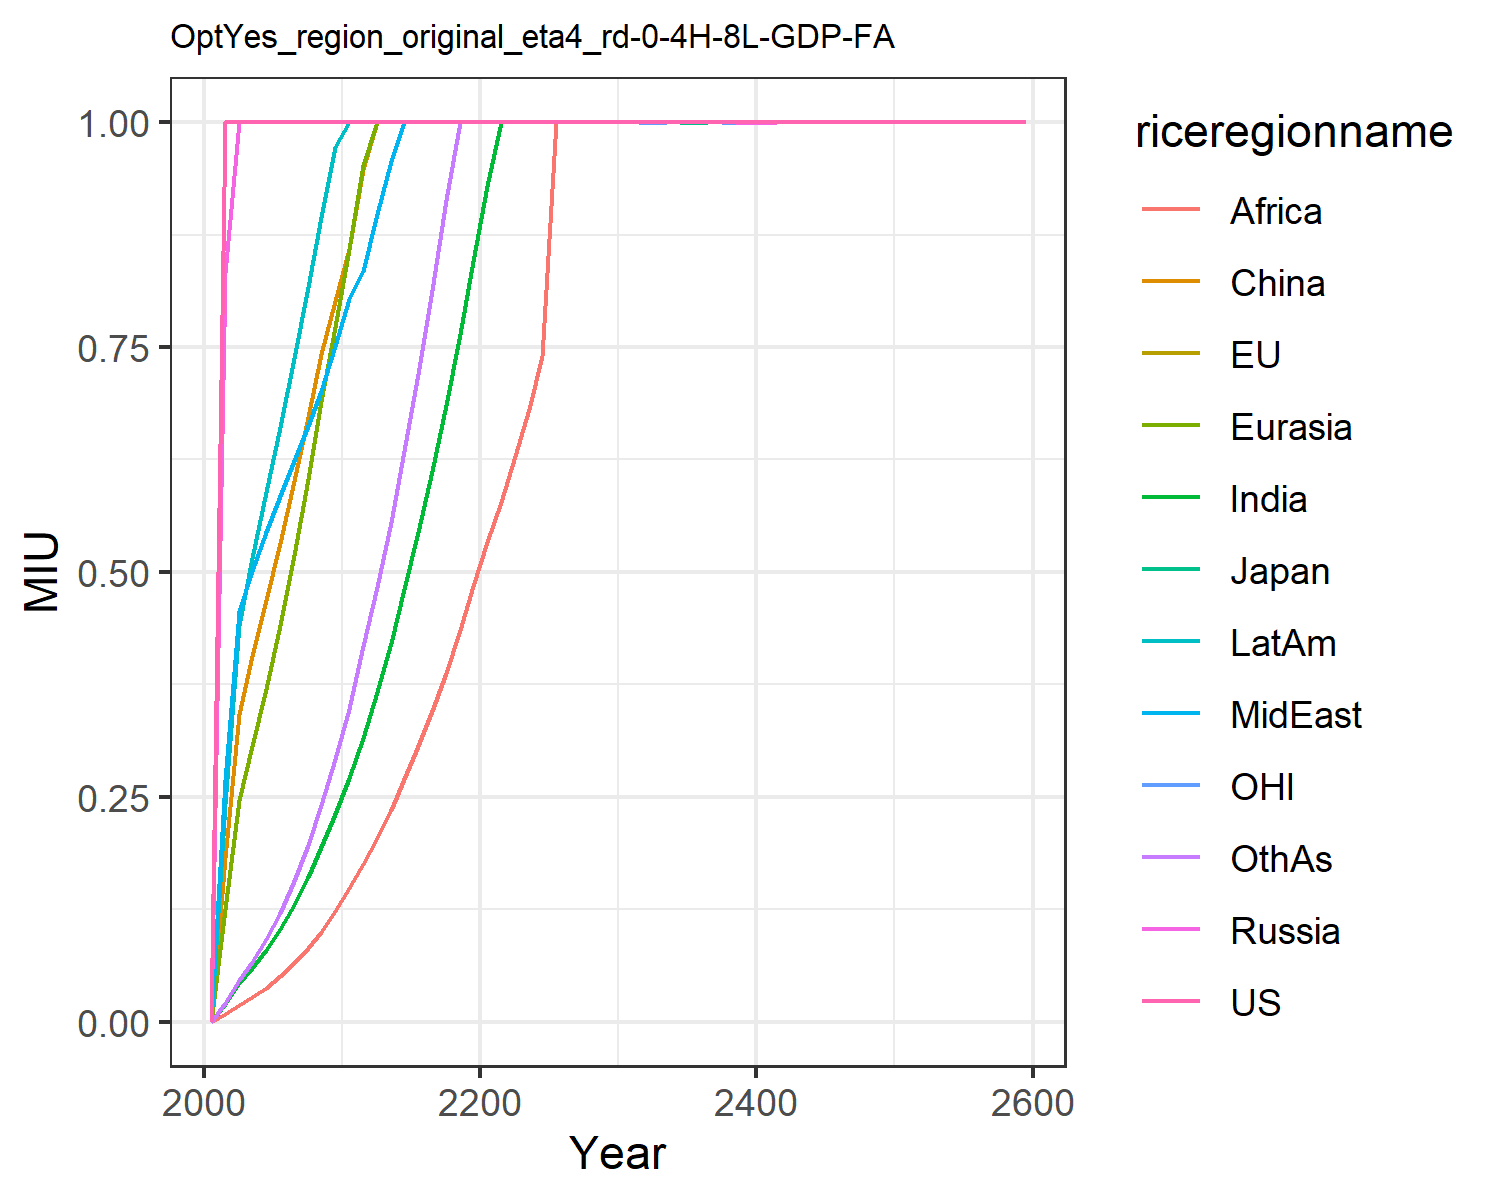 OptYes_region_original_eta4_rd-0-4H-8L-GDP-FA
1.00
0.75
0.50
0.25
0.00
MIU
2000 2200 2400 2600
Year
riceregionname
Africa
China
EU
Eurasia
India
Japan
LatAm
MidEast
OHI
OthAs
Russia
US